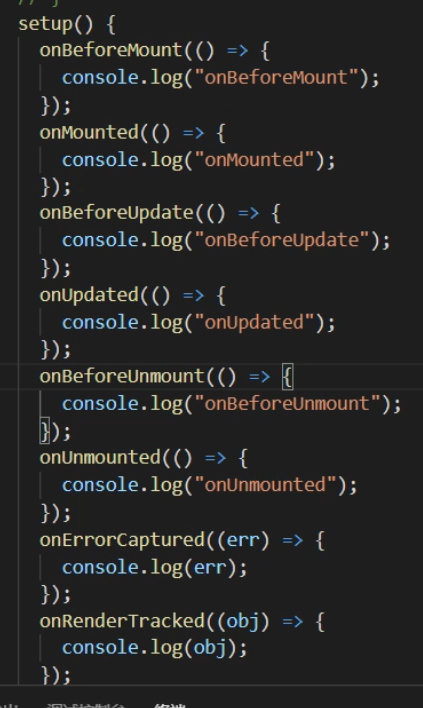 setup() {
onBeforeMount(() => {
console.log("onBeforeMount");
});
onMounted(() => {
console.log("onMounted");
});
onBeforeUpdate(() => {
console.log("onBeforeUpdate");
});
onUpdated(() => {
console.log("onUpdated");
});
onBeforeUnmount(() => {
console.log("onBeforeUnmount");
});
onUnmounted(() => {
console.log("onUnmounted");
});
onErrorCaptured((err) => {
console.log(err);
});
onRenderTracked((obj) => {
console.log(obj);
});